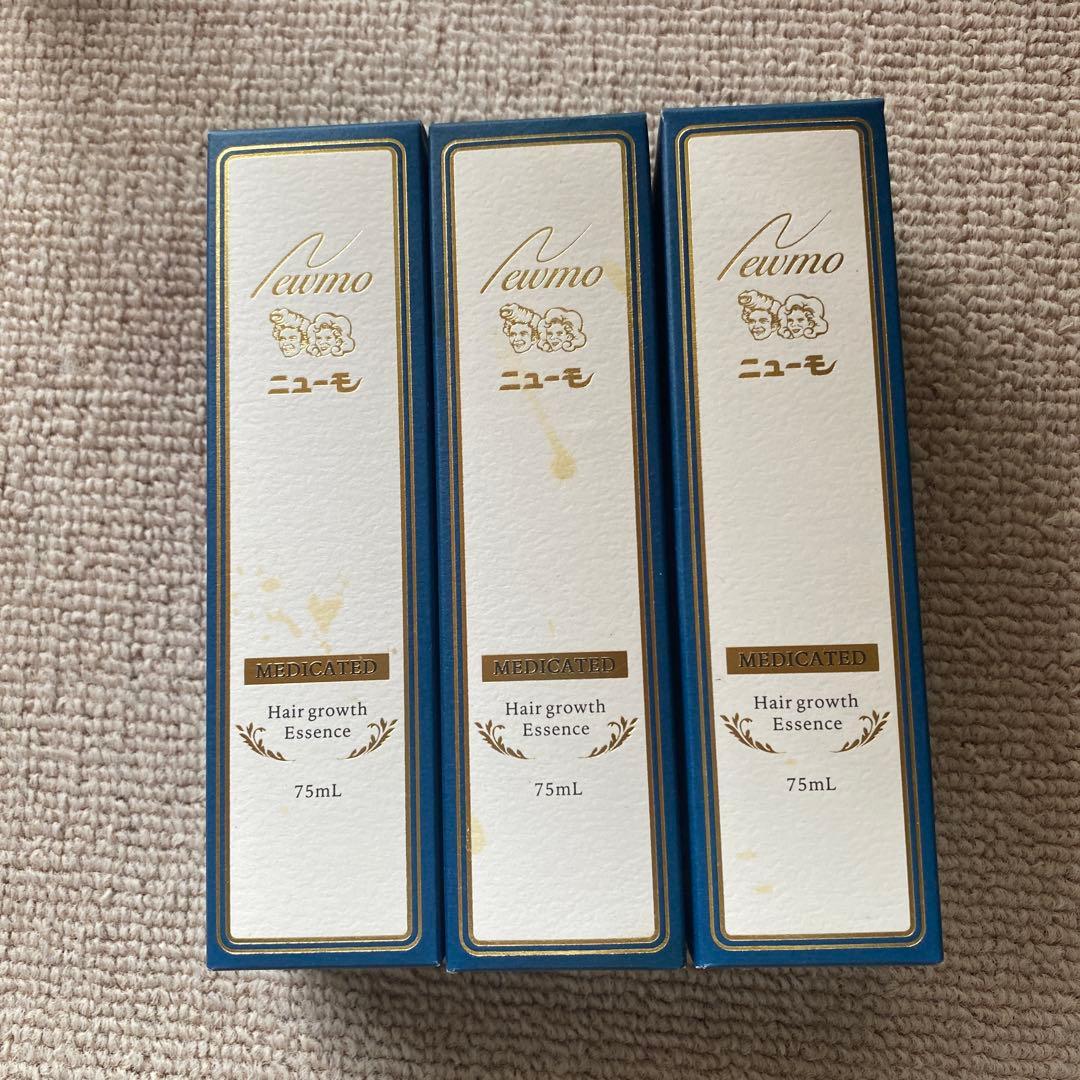 Newmo
ニューモ
MEDICATED
Hair growth
Essence
75mL
Newmo
ニューモ
MEDICATED
Hair growth
Essence
75mL
Newmo
ニューモ
MEDICATED
Hair growth
Essence
75mL